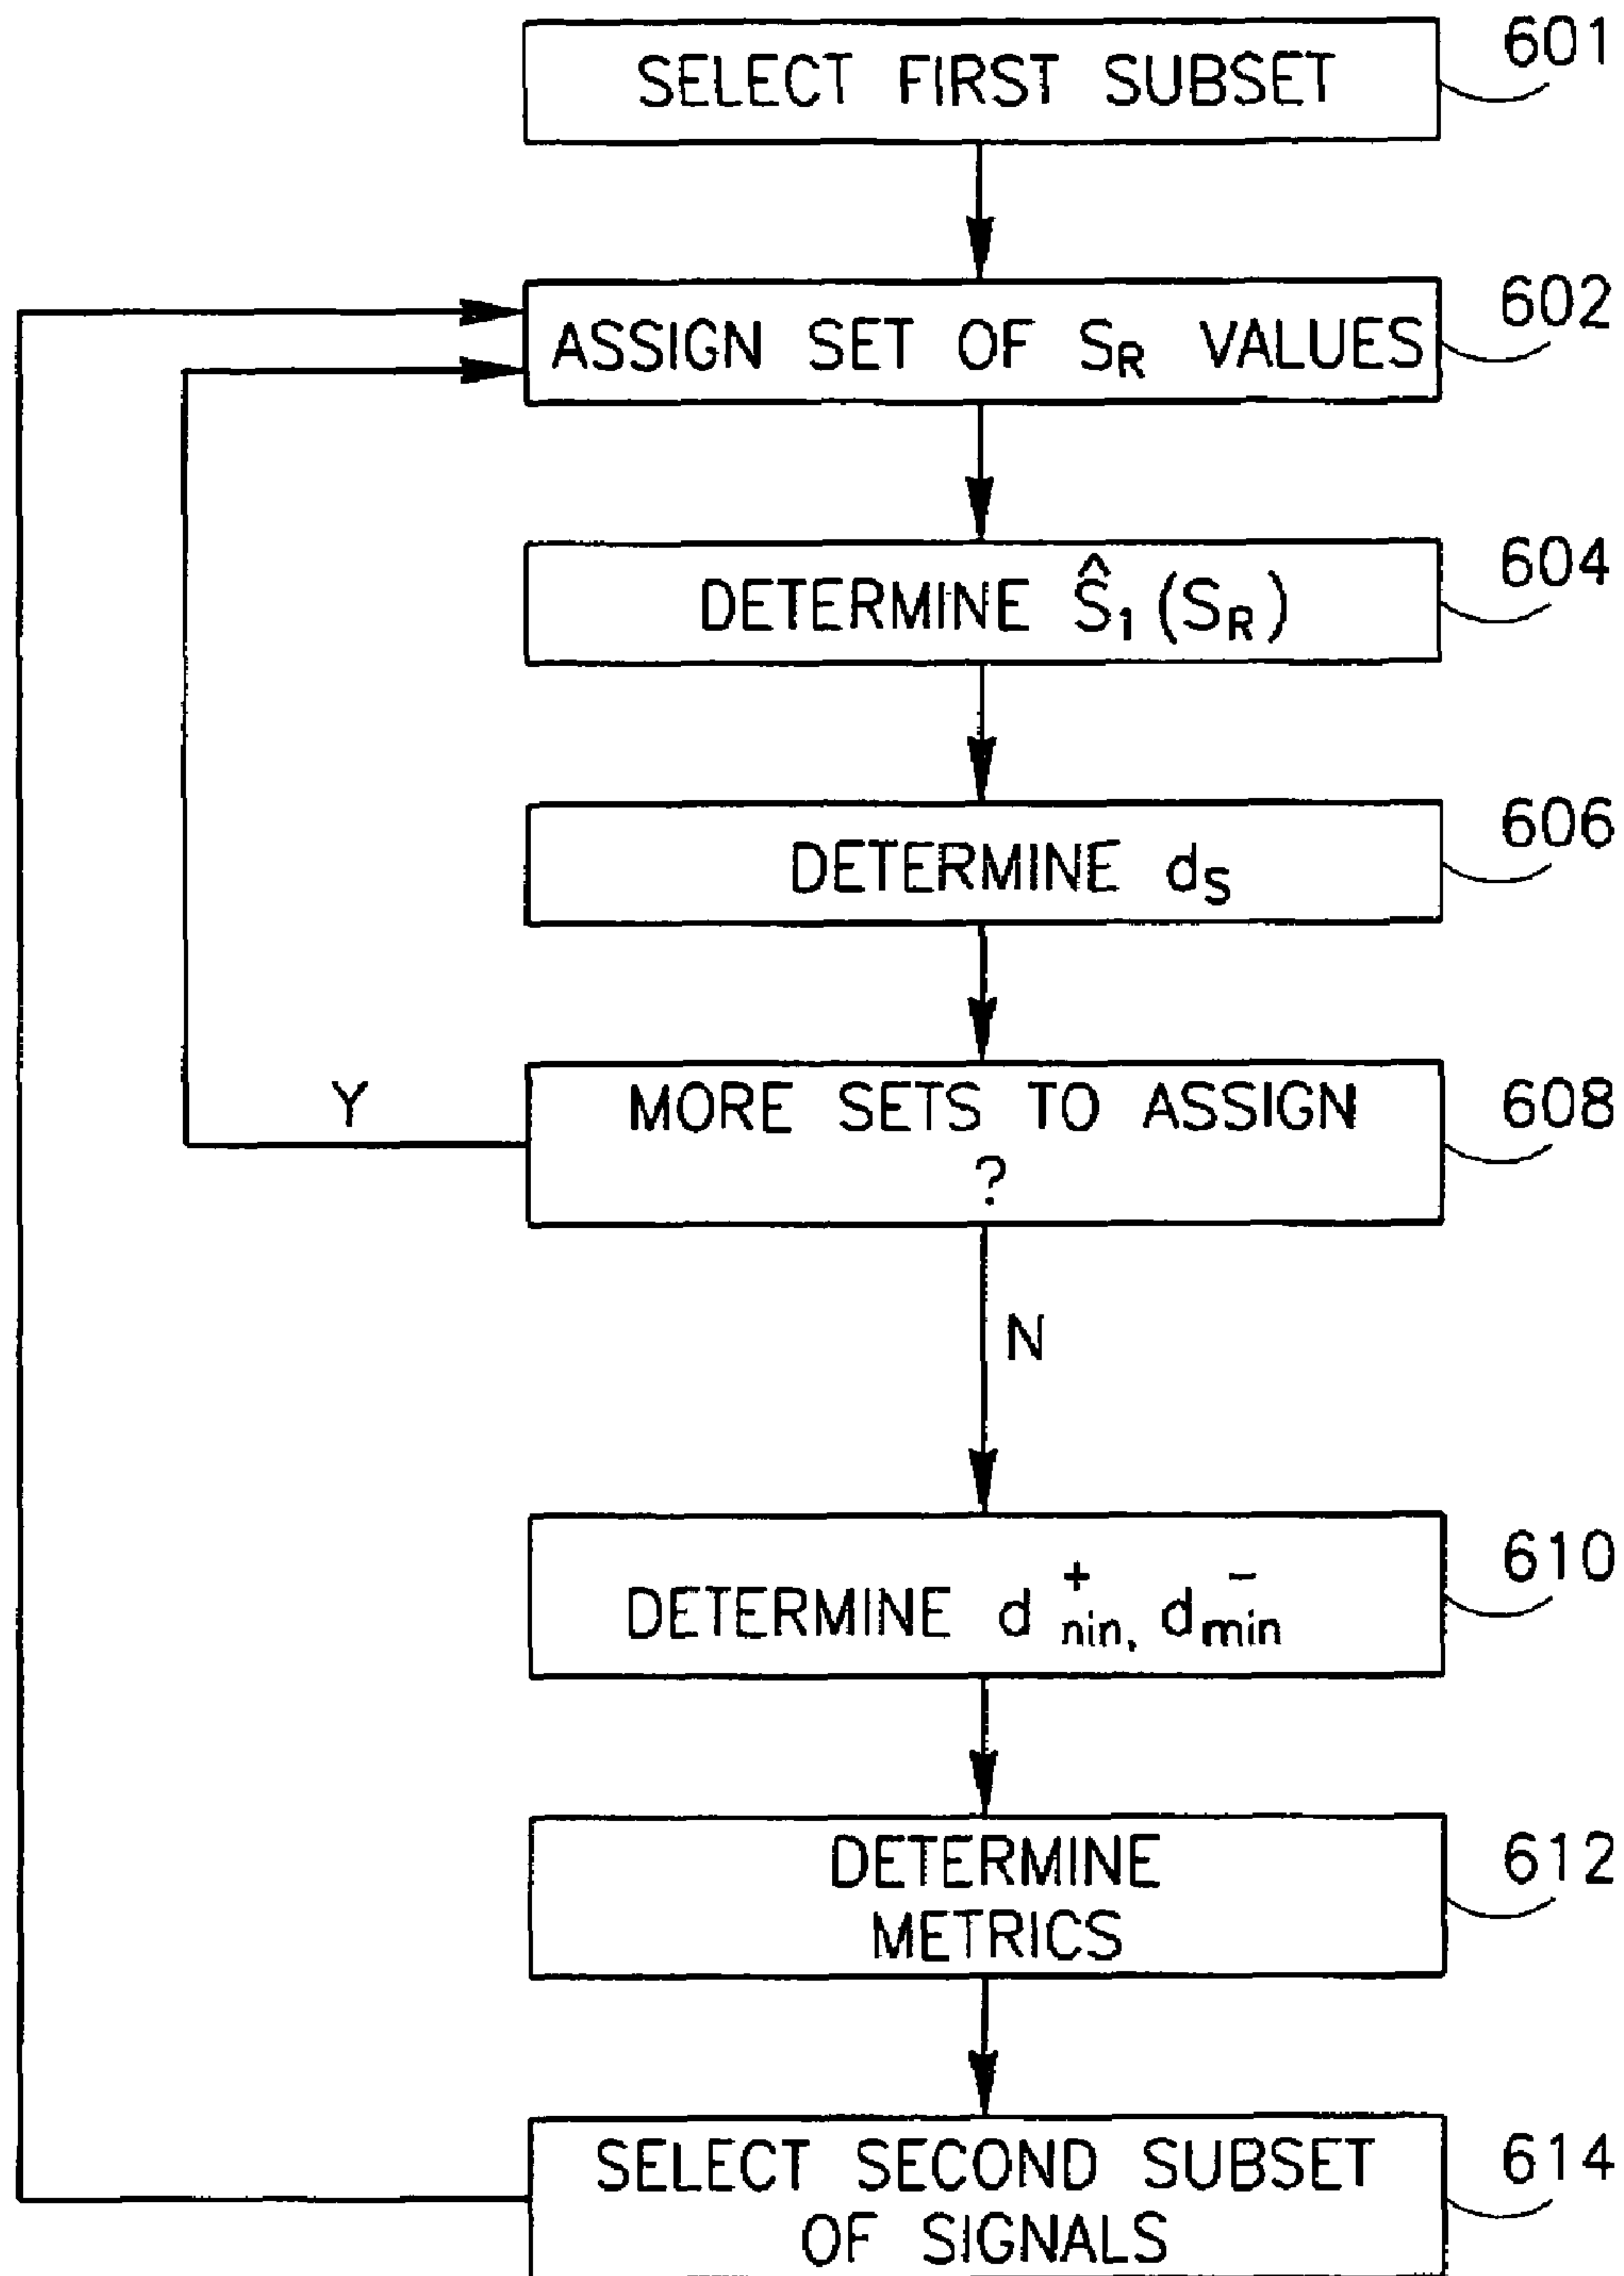 SELECT FIRST SUBSET 601
ASSIGN SET OF SR VALUES 602
DETERMINE Ŝ1 (SR) 604
DETERMINE dS 606
MORE SETS TO ASSIGN 608
?
Y
N
DETERMINE d + nin, d - min 610
DETERMINE 612
METRICS
SELECT SECOND SUBSET 614
OF SIGNALS